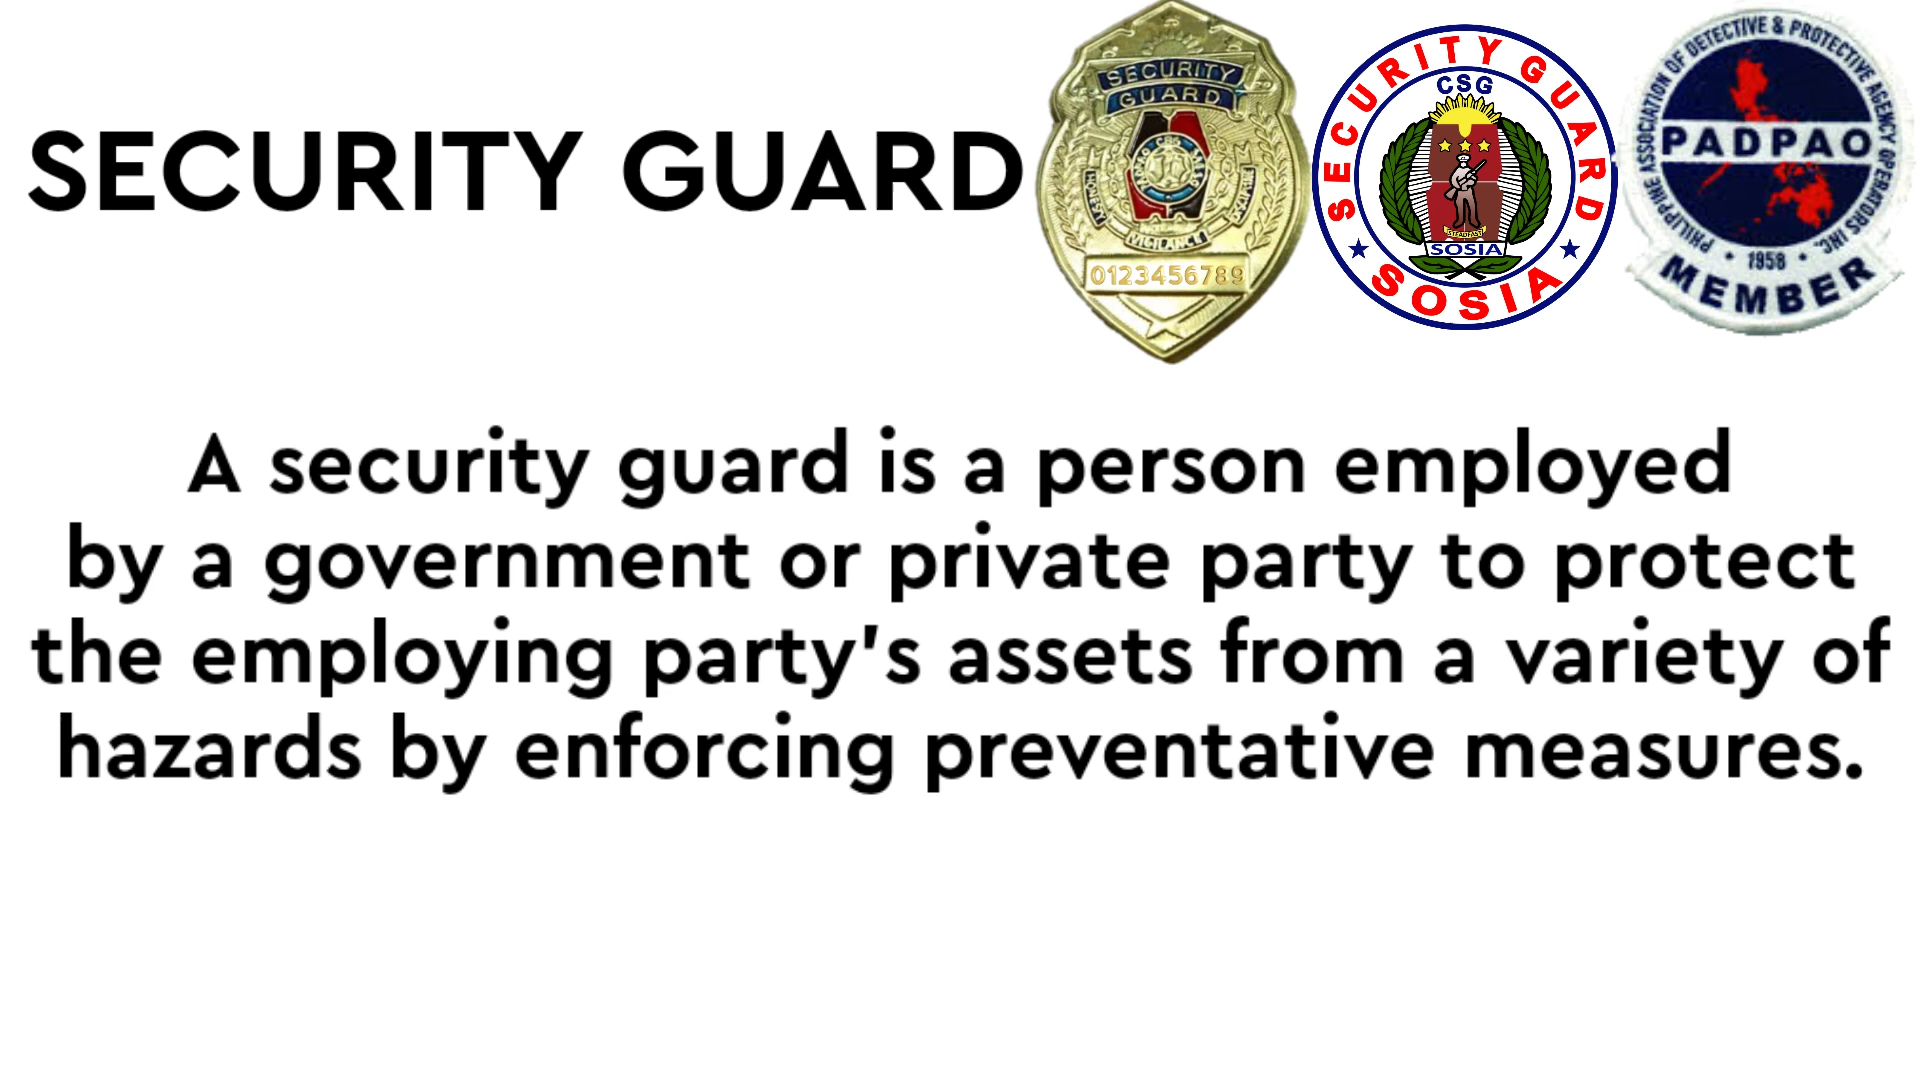 SECURITY GUARD
SECURITY
GUARD
VIGILANCE
0123456789
SECURITY GUARD
CSG
SOSIA
SOSIA
PHILIPPINE ASSOCIATION OF DETECTIVE & PROTECTIVE AGENCY OPERATORS INC.
PADPAO
1958
MEMBER
A security guard is a person employed
by a government or private party to protect
the employing party's assets from a variety of
hazards by enforcing preventative measures.